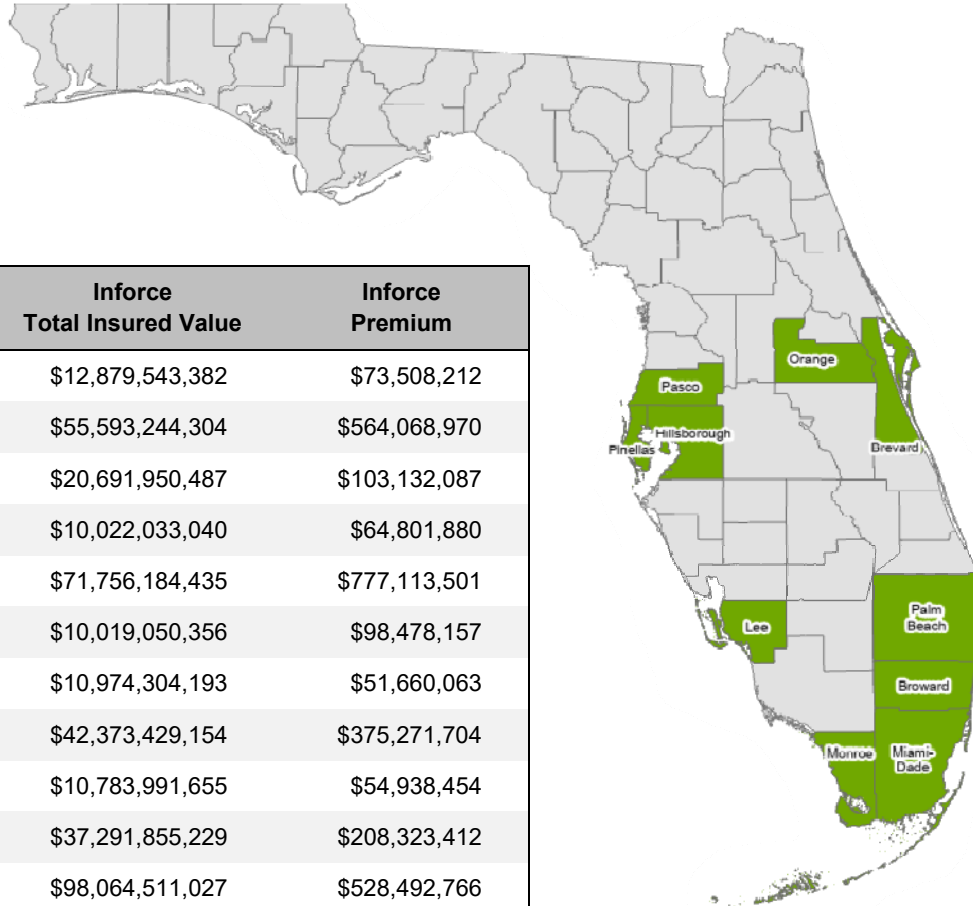 Inforce Inforce
Total Insured Value Premium
$12,879,543,382 $73,508,212
$55,593,244,304 $564,068,970
$20,691,950,487 $103,132,087
$10,022,033,040 $64,801,880
$71,756,184,435 $777,113,501
$10,019,050,356 $98,478,157
$10,974,304,193 $51,660,063
$42,373,429,154 $375,271,704
$10,783,991,655 $54,938,454
$37,291,855,229 $208,323,412
$98,064,511,027 $528,492,766
Orange
Pasco
Hillsborough
Pinellas
Brevard
Palm
Beach
Lee
Broward
Monroe
Miami-
Dade